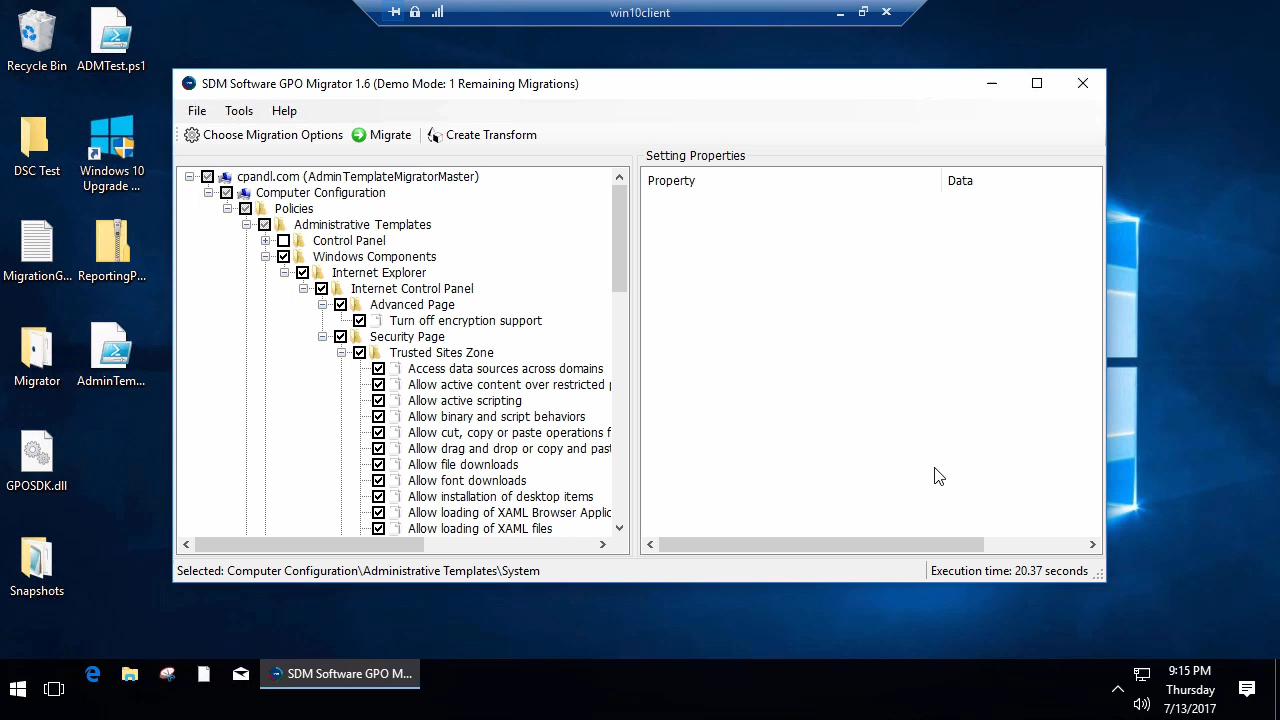 win10client
Recycle Bin
ADMTest.ps1
DSC Test
Windows 10
Upgrade ...
MigrationG...
ReportingP...
Migrator
AdminTem...
GPOSDK.dll
Snapshots
SDM Software GPO Migrator 1.6 (Demo Mode: 1 Remaining Migrations)
File Tools Help
Choose Migration Options Migrate Create Transform
cpandl.com (AdminTemplateMigratorMaster)
Computer Configuration
Policies
Administrative Templates
Control Panel
Windows Components
Internet Explorer
Internet Control Panel
Advanced Page
Turn off encryption support
Security Page
Trusted Sites Zone
Access data sources across domains
Allow active content over restricted
Allow active scripting
Allow binary and script behaviors
Allow cut, copy or paste operations f
Allow drag and drop or copy and past
Allow file downloads
Allow font downloads
Allow installation of desktop items
Allow loading of XAML Browser Applic
Allow loading of XAML files
Setting Properties
Property Data
Selected: Computer Configuration\Administrative Templates\System
Execution time: 20.37 seconds
SDM Software GPO M...
9:15 PM
Thursday
7/13/2017